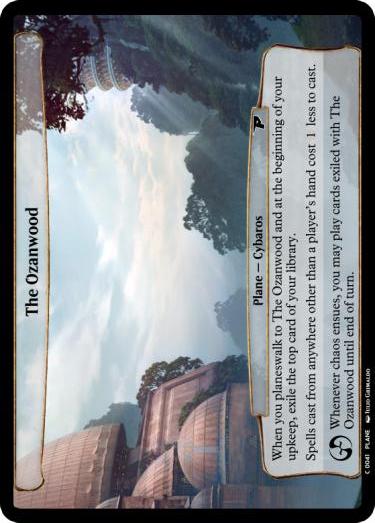 The Ozanwood
Plane – Cybaros
When you planeswalk to The Ozanwood and at the beginning of your
upkeep, exile the top card of your library.
Spells cast from anywhere other than a player's hand cost 1 less to cast.
Whenever chaos ensues, you may play cards exiled with The
Ozanwood until end of turn.
C 0041 PLANE